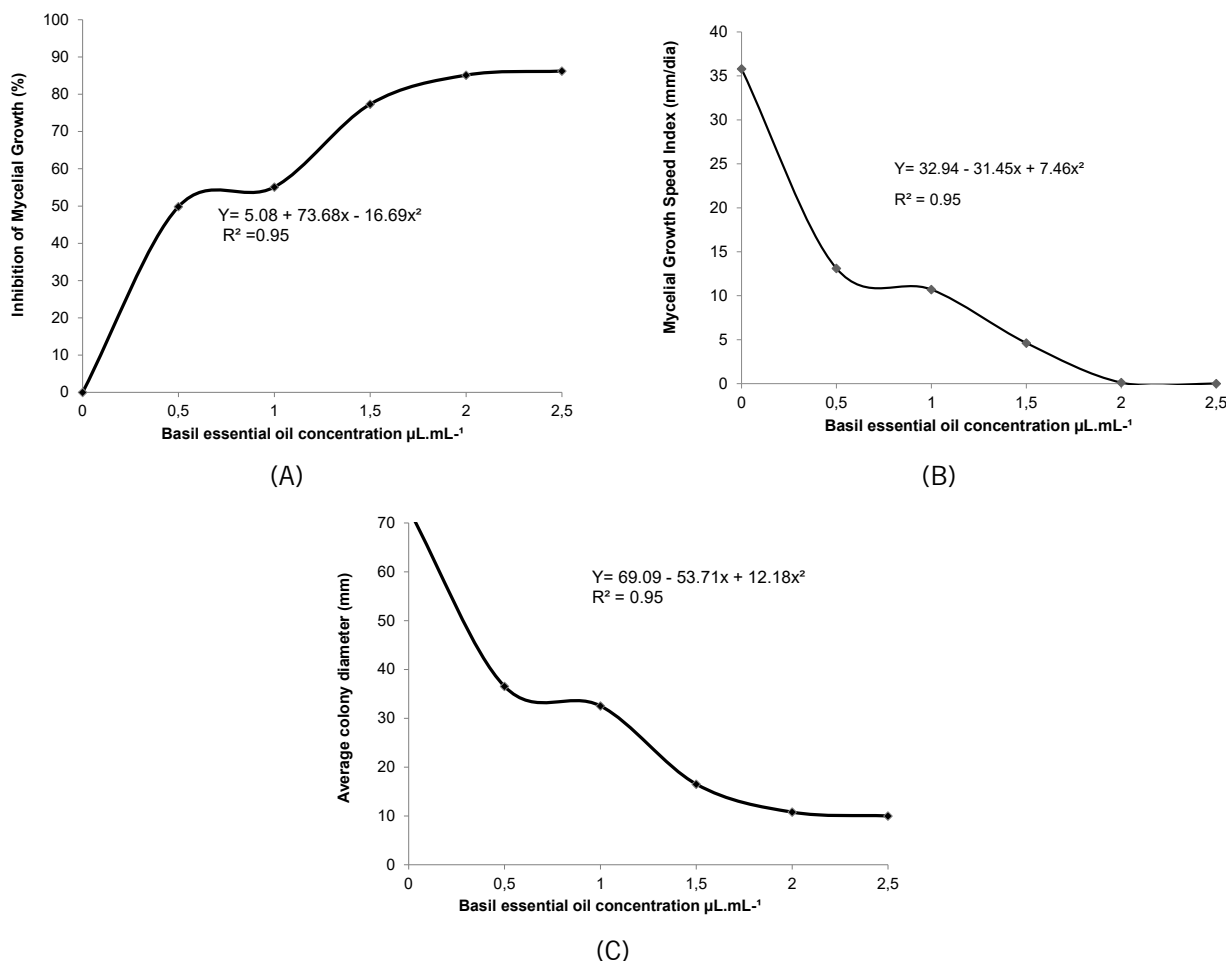 Inhibition of Mycelial Growth (%)
100
90
80
70
60
50
40
30
20
10
0
Y= 5.08 + 73.68x - 16.69x²
R² =0.95
0 0,5 1 1,5 2 2,5
Basil essential oil concentration µL.mL-¹
(A)
Mycelial Growth Speed Index (mm/dia)
40
35
30
25
20
15
10
5
0
Y= 32.94 - 31.45x + 7.46x²
R² = 0.95
0 0,5 1 1,5 2 2,5
Basil essential oil concentration µL.mL-¹
(B)
Average colony diameter (mm)
70
60
50
40
30
20
10
0
Y= 69.09 - 53.71x + 12.18x²
R² = 0.95
0 0,5 1 1,5 2 2,5
Basil essential oil concentration µL.mL-¹
(C)